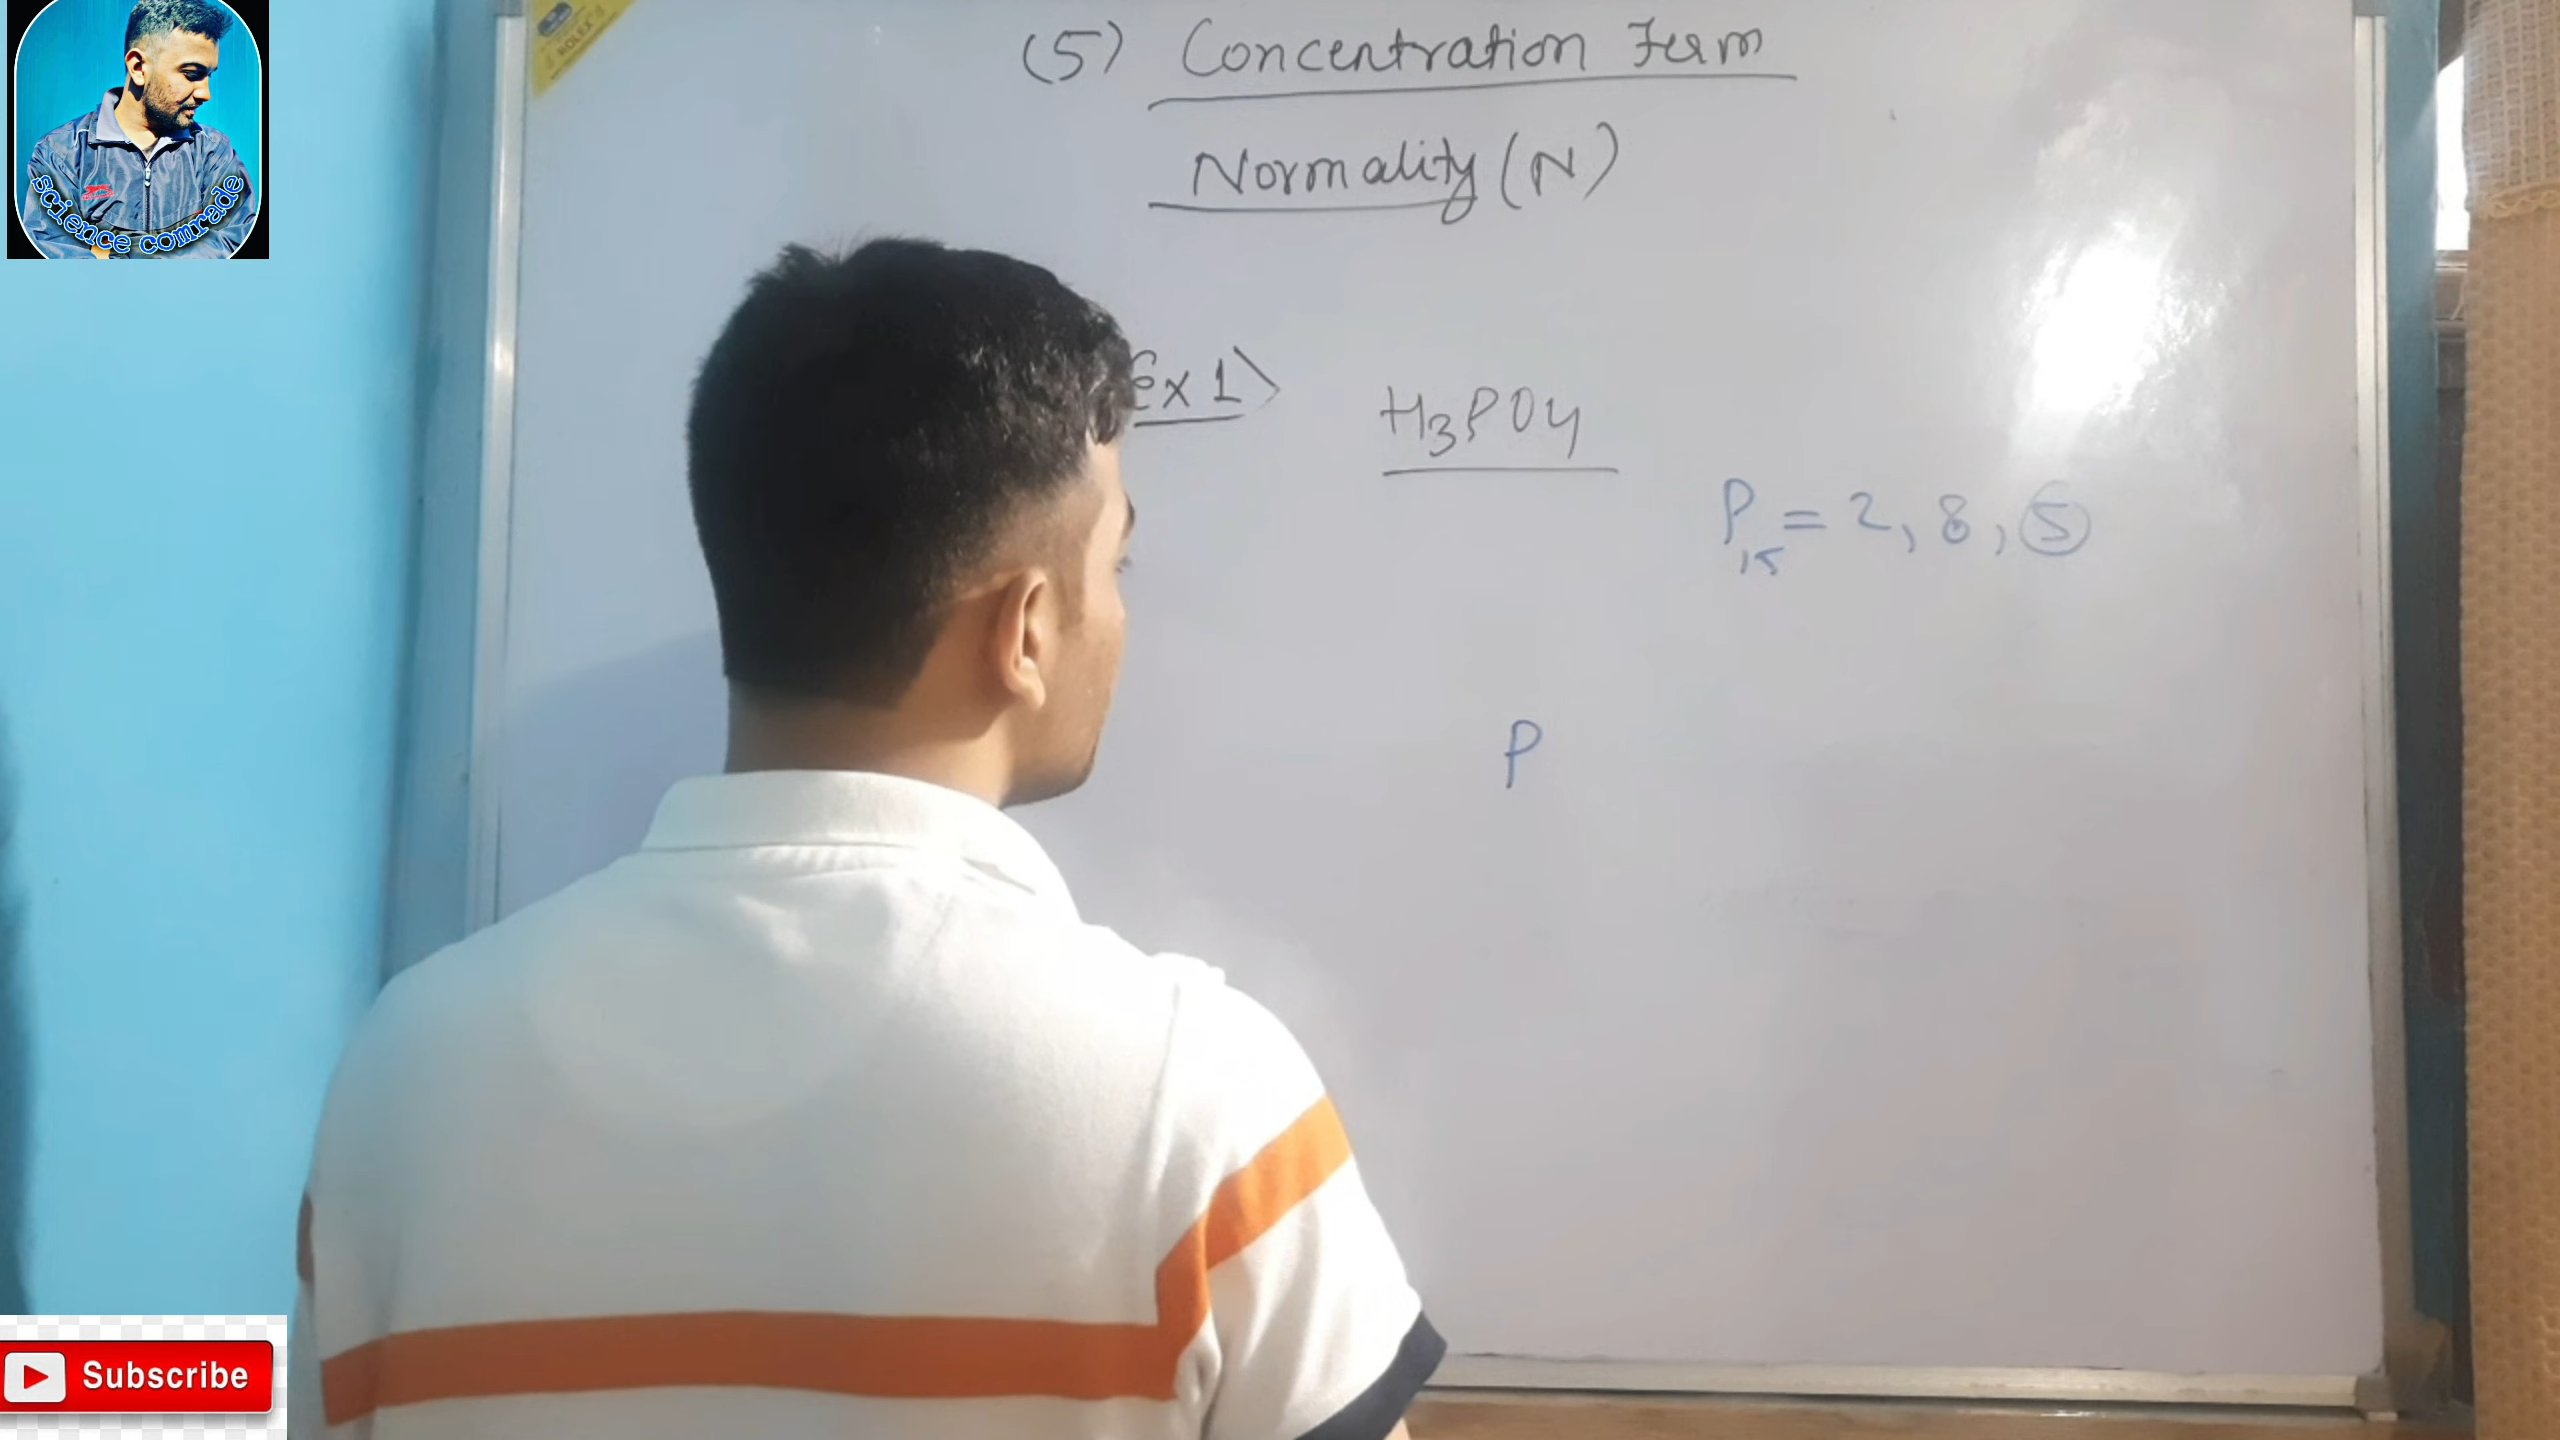 (5) Concentration Term
Normality (N)
Ex 1)
H3PO4
P15 = 2, 8, 5
P
science comrade
Subscribe